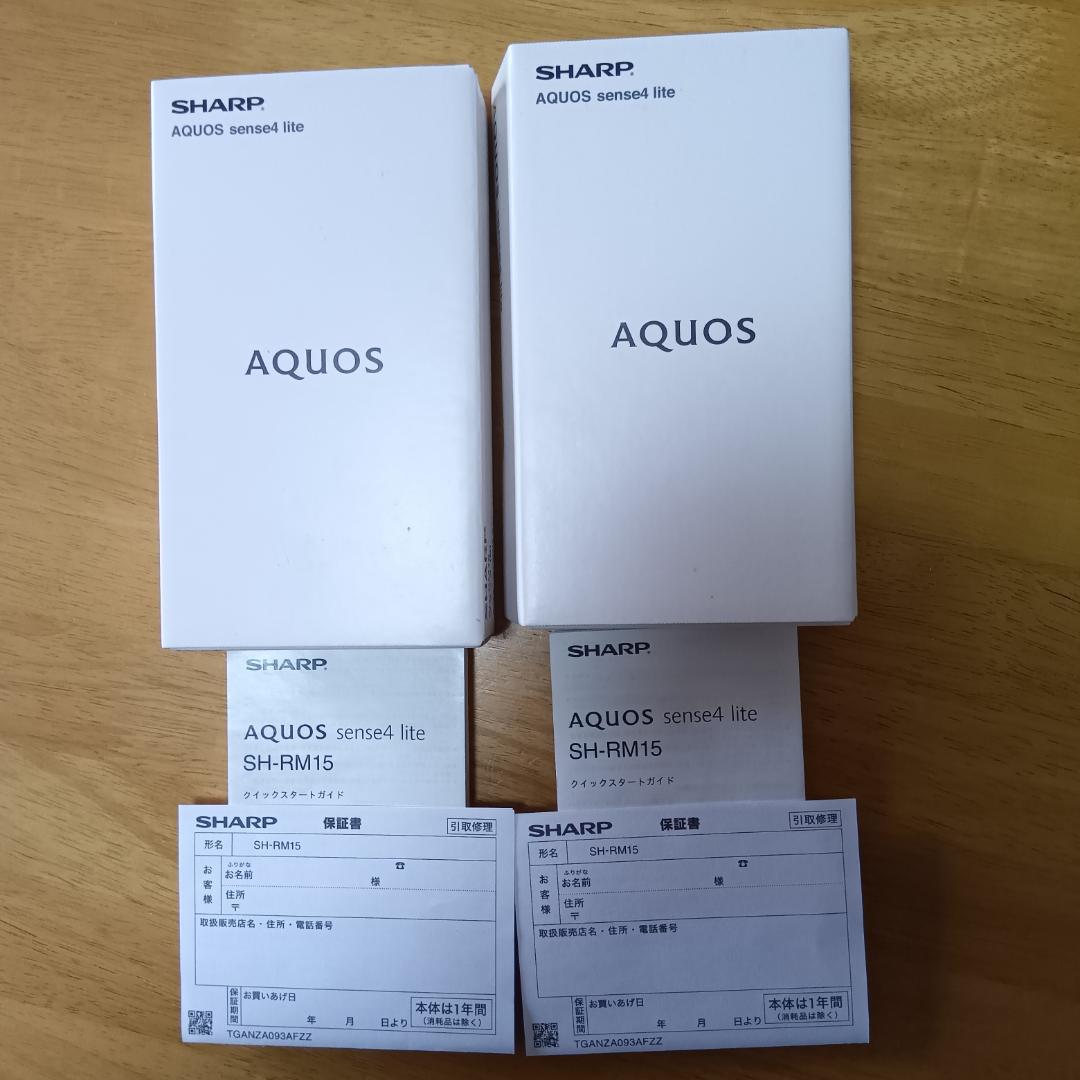 SHARP
AQUOS sense4 lite
AQUOS
SHARP
SHARP
AQUOS sense4 lite
AQUOS
SHARP
AQUOS sense4 lite
SH-RM15
クイックスタートガイド
SHARP
AQUOS sense4 lite
SH-RM15
クイックスタートガイド
SHARP 保証書 引取修理
形名 SH-RM15
お客様
ふりがな
お名前 様 ☎
住所
〒
取扱販売店名・住所・電話番号
保証期間
お買いあげ日
年 月 日より
本体は1年間
(消耗品は除く)
TGANZA093AFZZ
SHARP 保証書 引取修理
形名 SH-RM15
お客様
ふりがな
お名前 様 ☎
住所
〒
取扱販売店名・住所・電話番号
保証期間
お買いあげ日
年 月 日より
本体は1年間
(消耗品は除く)
TGANZA093AFZZ